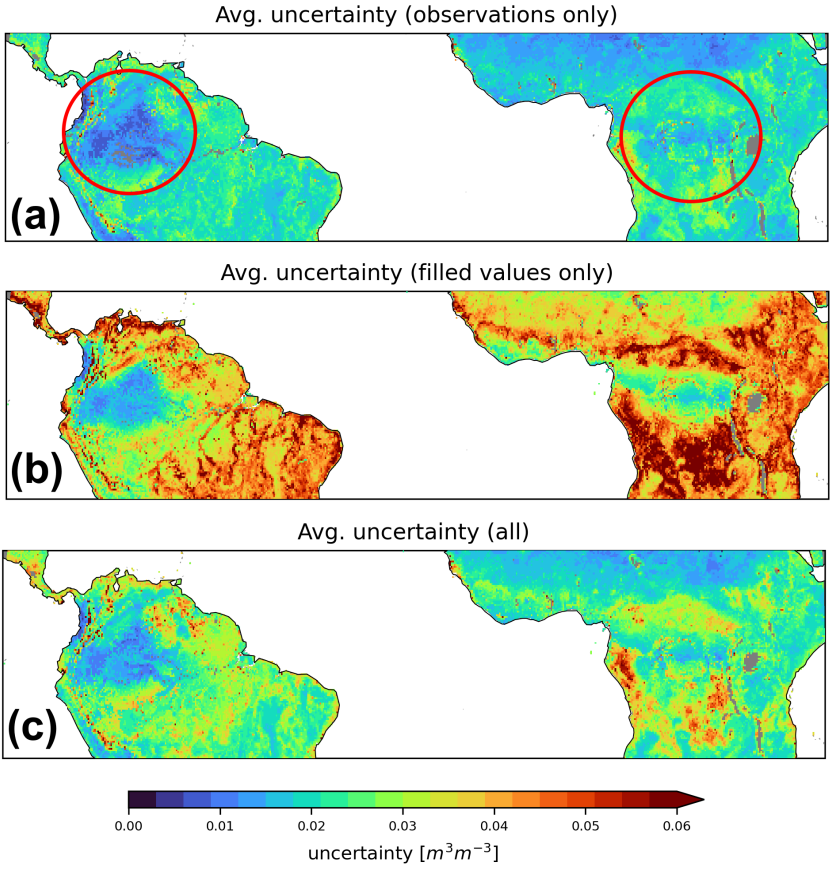 Avg. uncertainty (observations only)
(a)
Avg. uncertainty (filled values only)
(b)
Avg. uncertainty (all)
(c)
0.00 0.01 0.02 0.03 0.04 0.05 0.06
uncertainty [m³m⁻³]